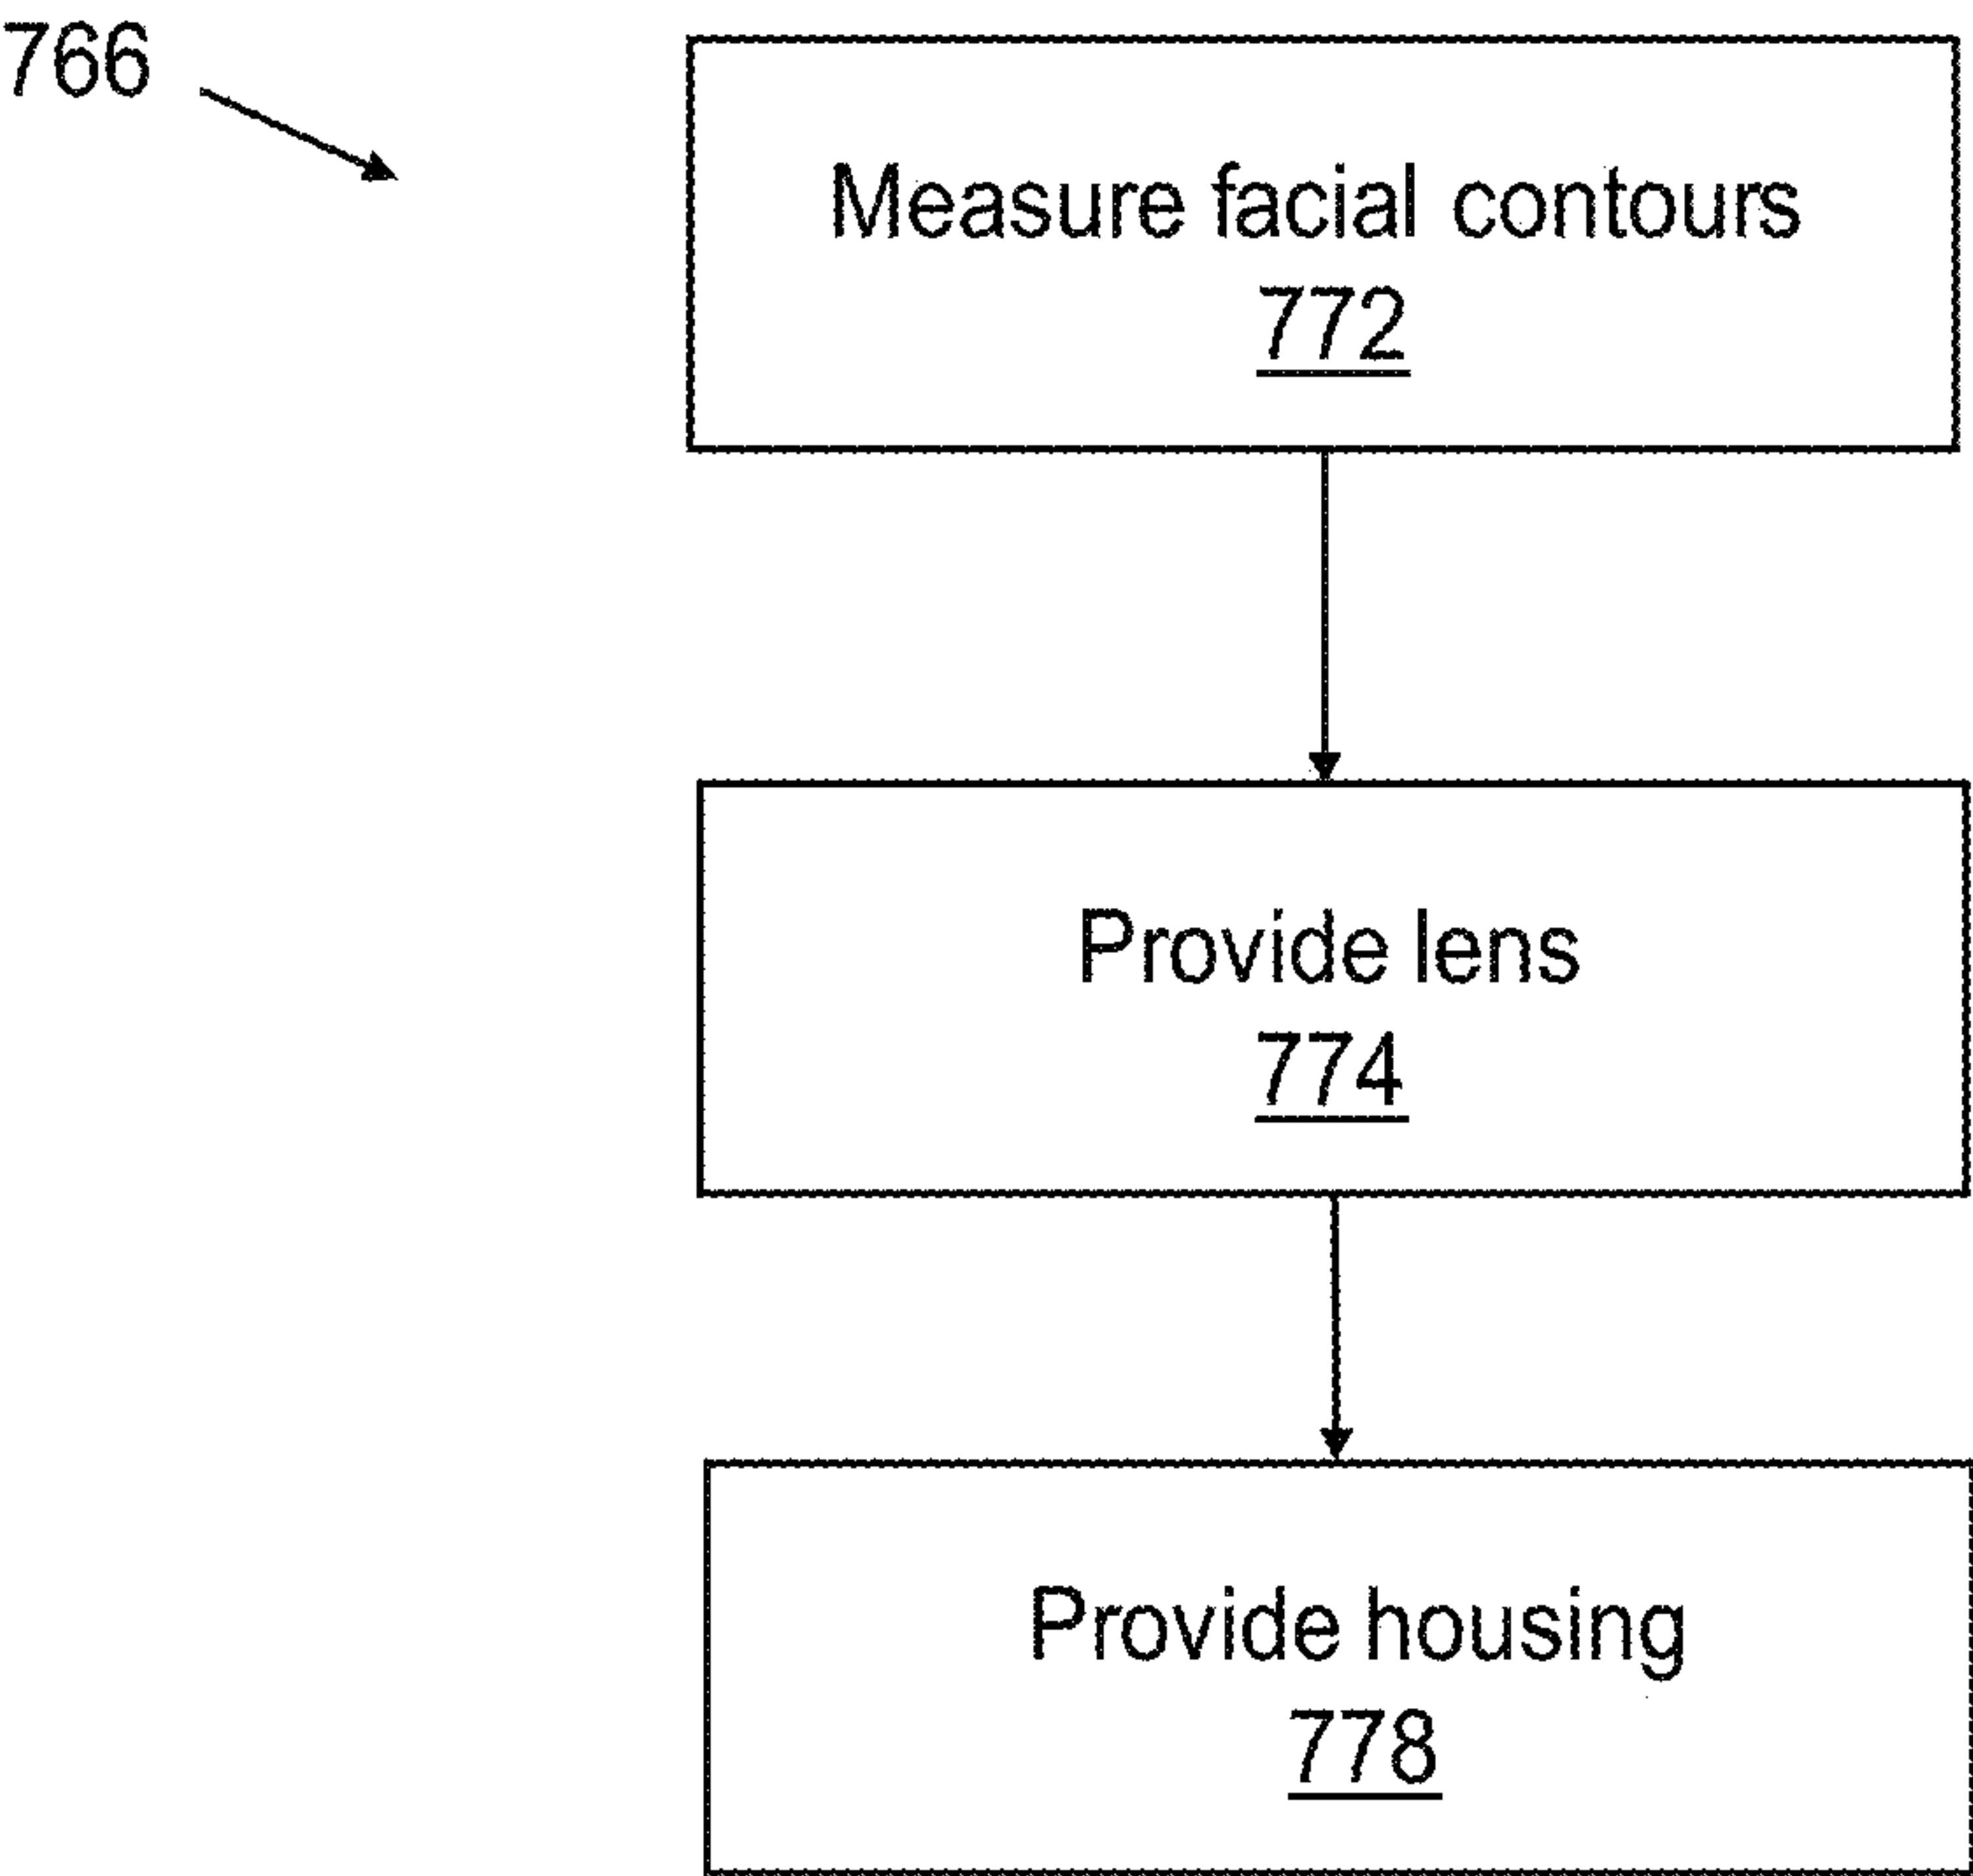 766
Measure facial contours
772
Provide lens
774
Provide housing
778